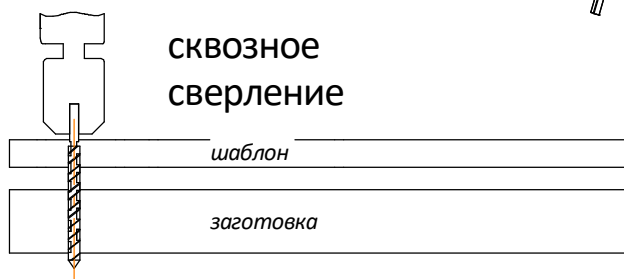 сквозное
сверление
шаблон
заготовка